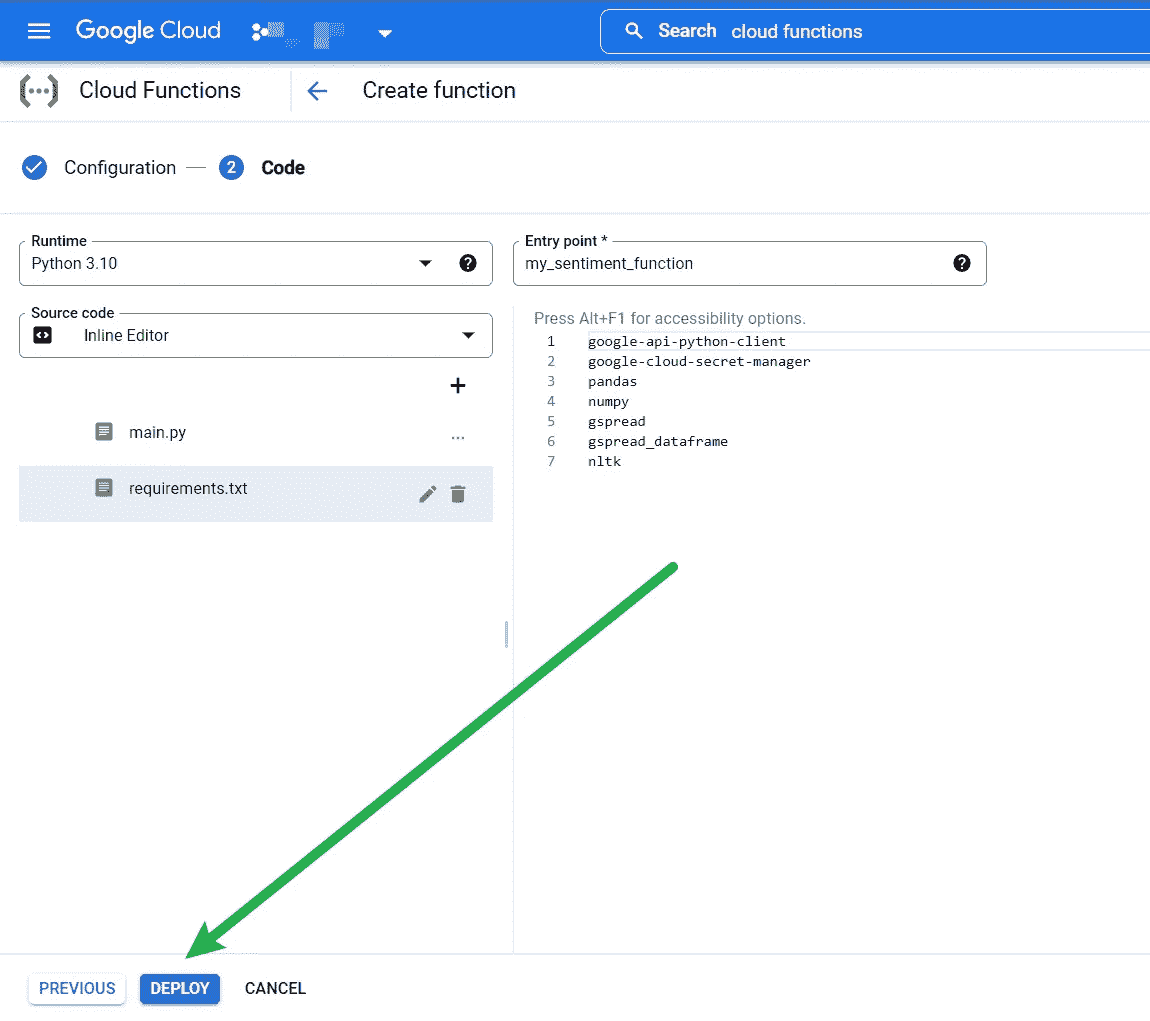 Google Cloud
Search cloud functions
Cloud Functions
Create function
Configuration
2 Code
Runtime
Python 3.10
Entry point *
my_sentiment_function
Source code
Inline Editor
main.py
...
requirements.txt
Press Alt+F1 for accessibility options.
1 google-api-python-client
2 google-cloud-secret-manager
3 pandas
4 numpy
5 gspread
6 gspread_dataframe
7 nltk
PREVIOUS DEPLOY CANCEL